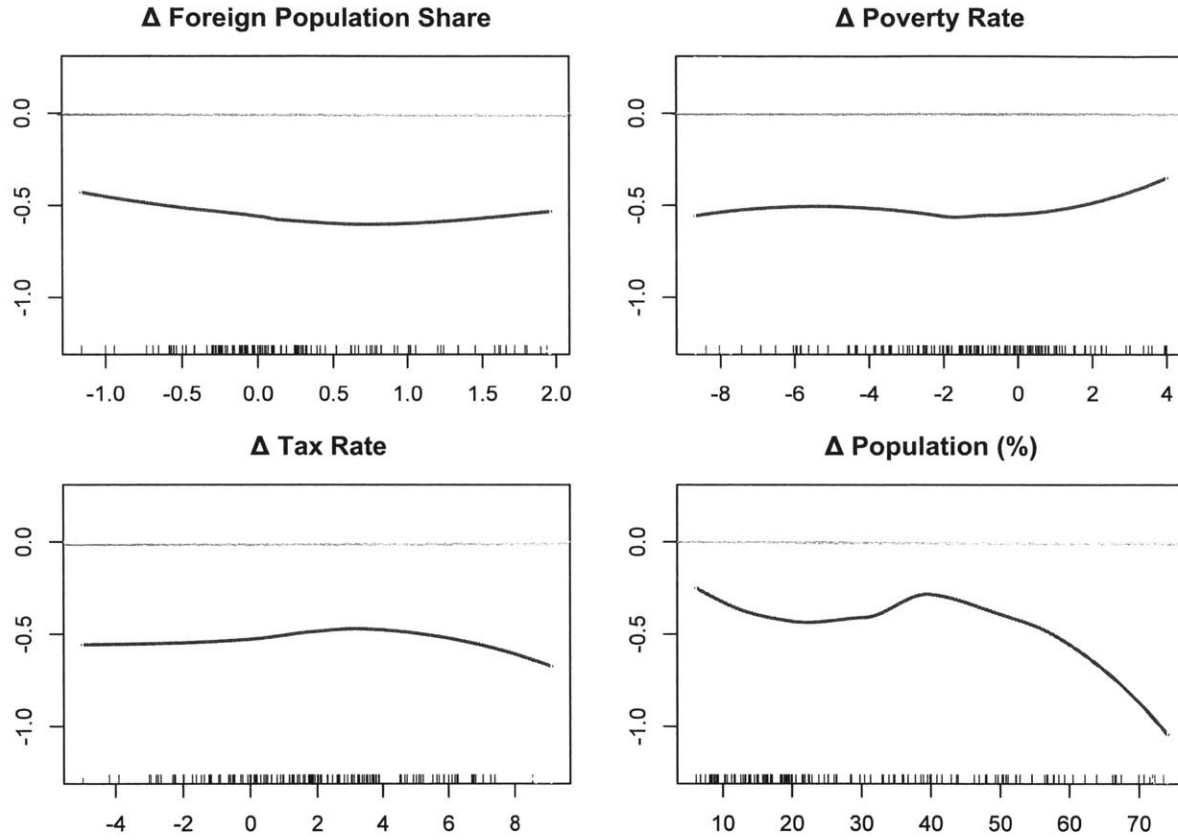 Δ Foreign Population Share
0.0
-0.5
-1.0
-1.0 -0.5 0.0 0.5 1.0 1.5 2.0
Δ Poverty Rate
0.0
-0.5
-1.0
-8 -6 -4 -2 0 2 4
Δ Tax Rate
0.0
-0.5
-1.0
-4 -2 0 2 4 6 8
Δ Population (%)
0.0
-0.5
-1.0
10 20 30 40 50 60 70